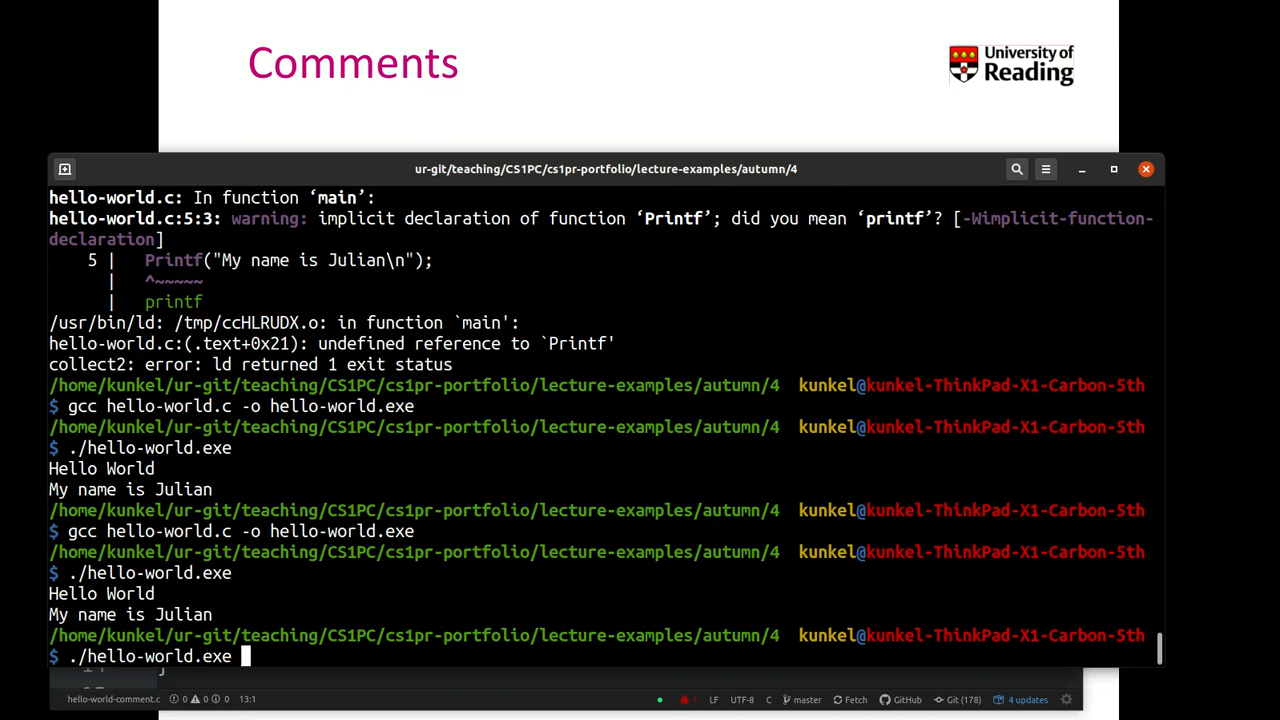 Comments
University of
Reading
ur-git/teaching/CS1PC/cs1pr-portfolio/lecture-examples/autumn/4
hello-world.c: In function ‘main’:
hello-world.c:5:3: warning: implicit declaration of function ‘Printf’; did you mean ‘printf’? [-Wimplicit-function-
declaration]
5 |   Printf("My name is Julian\n");
|   ^~~~~~
|   printf
/usr/bin/ld: /tmp/ccHLRUDX.o: in function `main':
hello-world.c:(.text+0x21): undefined reference to `Printf'
collect2: error: ld returned 1 exit status
/home/kunkel/ur-git/teaching/CS1PC/cs1pr-portfolio/lecture-examples/autumn/4  kunkel@kunkel-ThinkPad-X1-Carbon-5th
$ gcc hello-world.c -o hello-world.exe
/home/kunkel/ur-git/teaching/CS1PC/cs1pr-portfolio/lecture-examples/autumn/4  kunkel@kunkel-ThinkPad-X1-Carbon-5th
$ ./hello-world.exe
Hello World
My name is Julian
/home/kunkel/ur-git/teaching/CS1PC/cs1pr-portfolio/lecture-examples/autumn/4  kunkel@kunkel-ThinkPad-X1-Carbon-5th
$ gcc hello-world.c -o hello-world.exe
/home/kunkel/ur-git/teaching/CS1PC/cs1pr-portfolio/lecture-examples/autumn/4  kunkel@kunkel-ThinkPad-X1-Carbon-5th
$ ./hello-world.exe
Hello World
My name is Julian
/home/kunkel/ur-git/teaching/CS1PC/cs1pr-portfolio/lecture-examples/autumn/4  kunkel@kunkel-ThinkPad-X1-Carbon-5th
$ ./hello-world.exe
hello-world-comment.c 0 0 0 13:1 LF UTF-8 C master Fetch GitHub Git (178) 4 updates